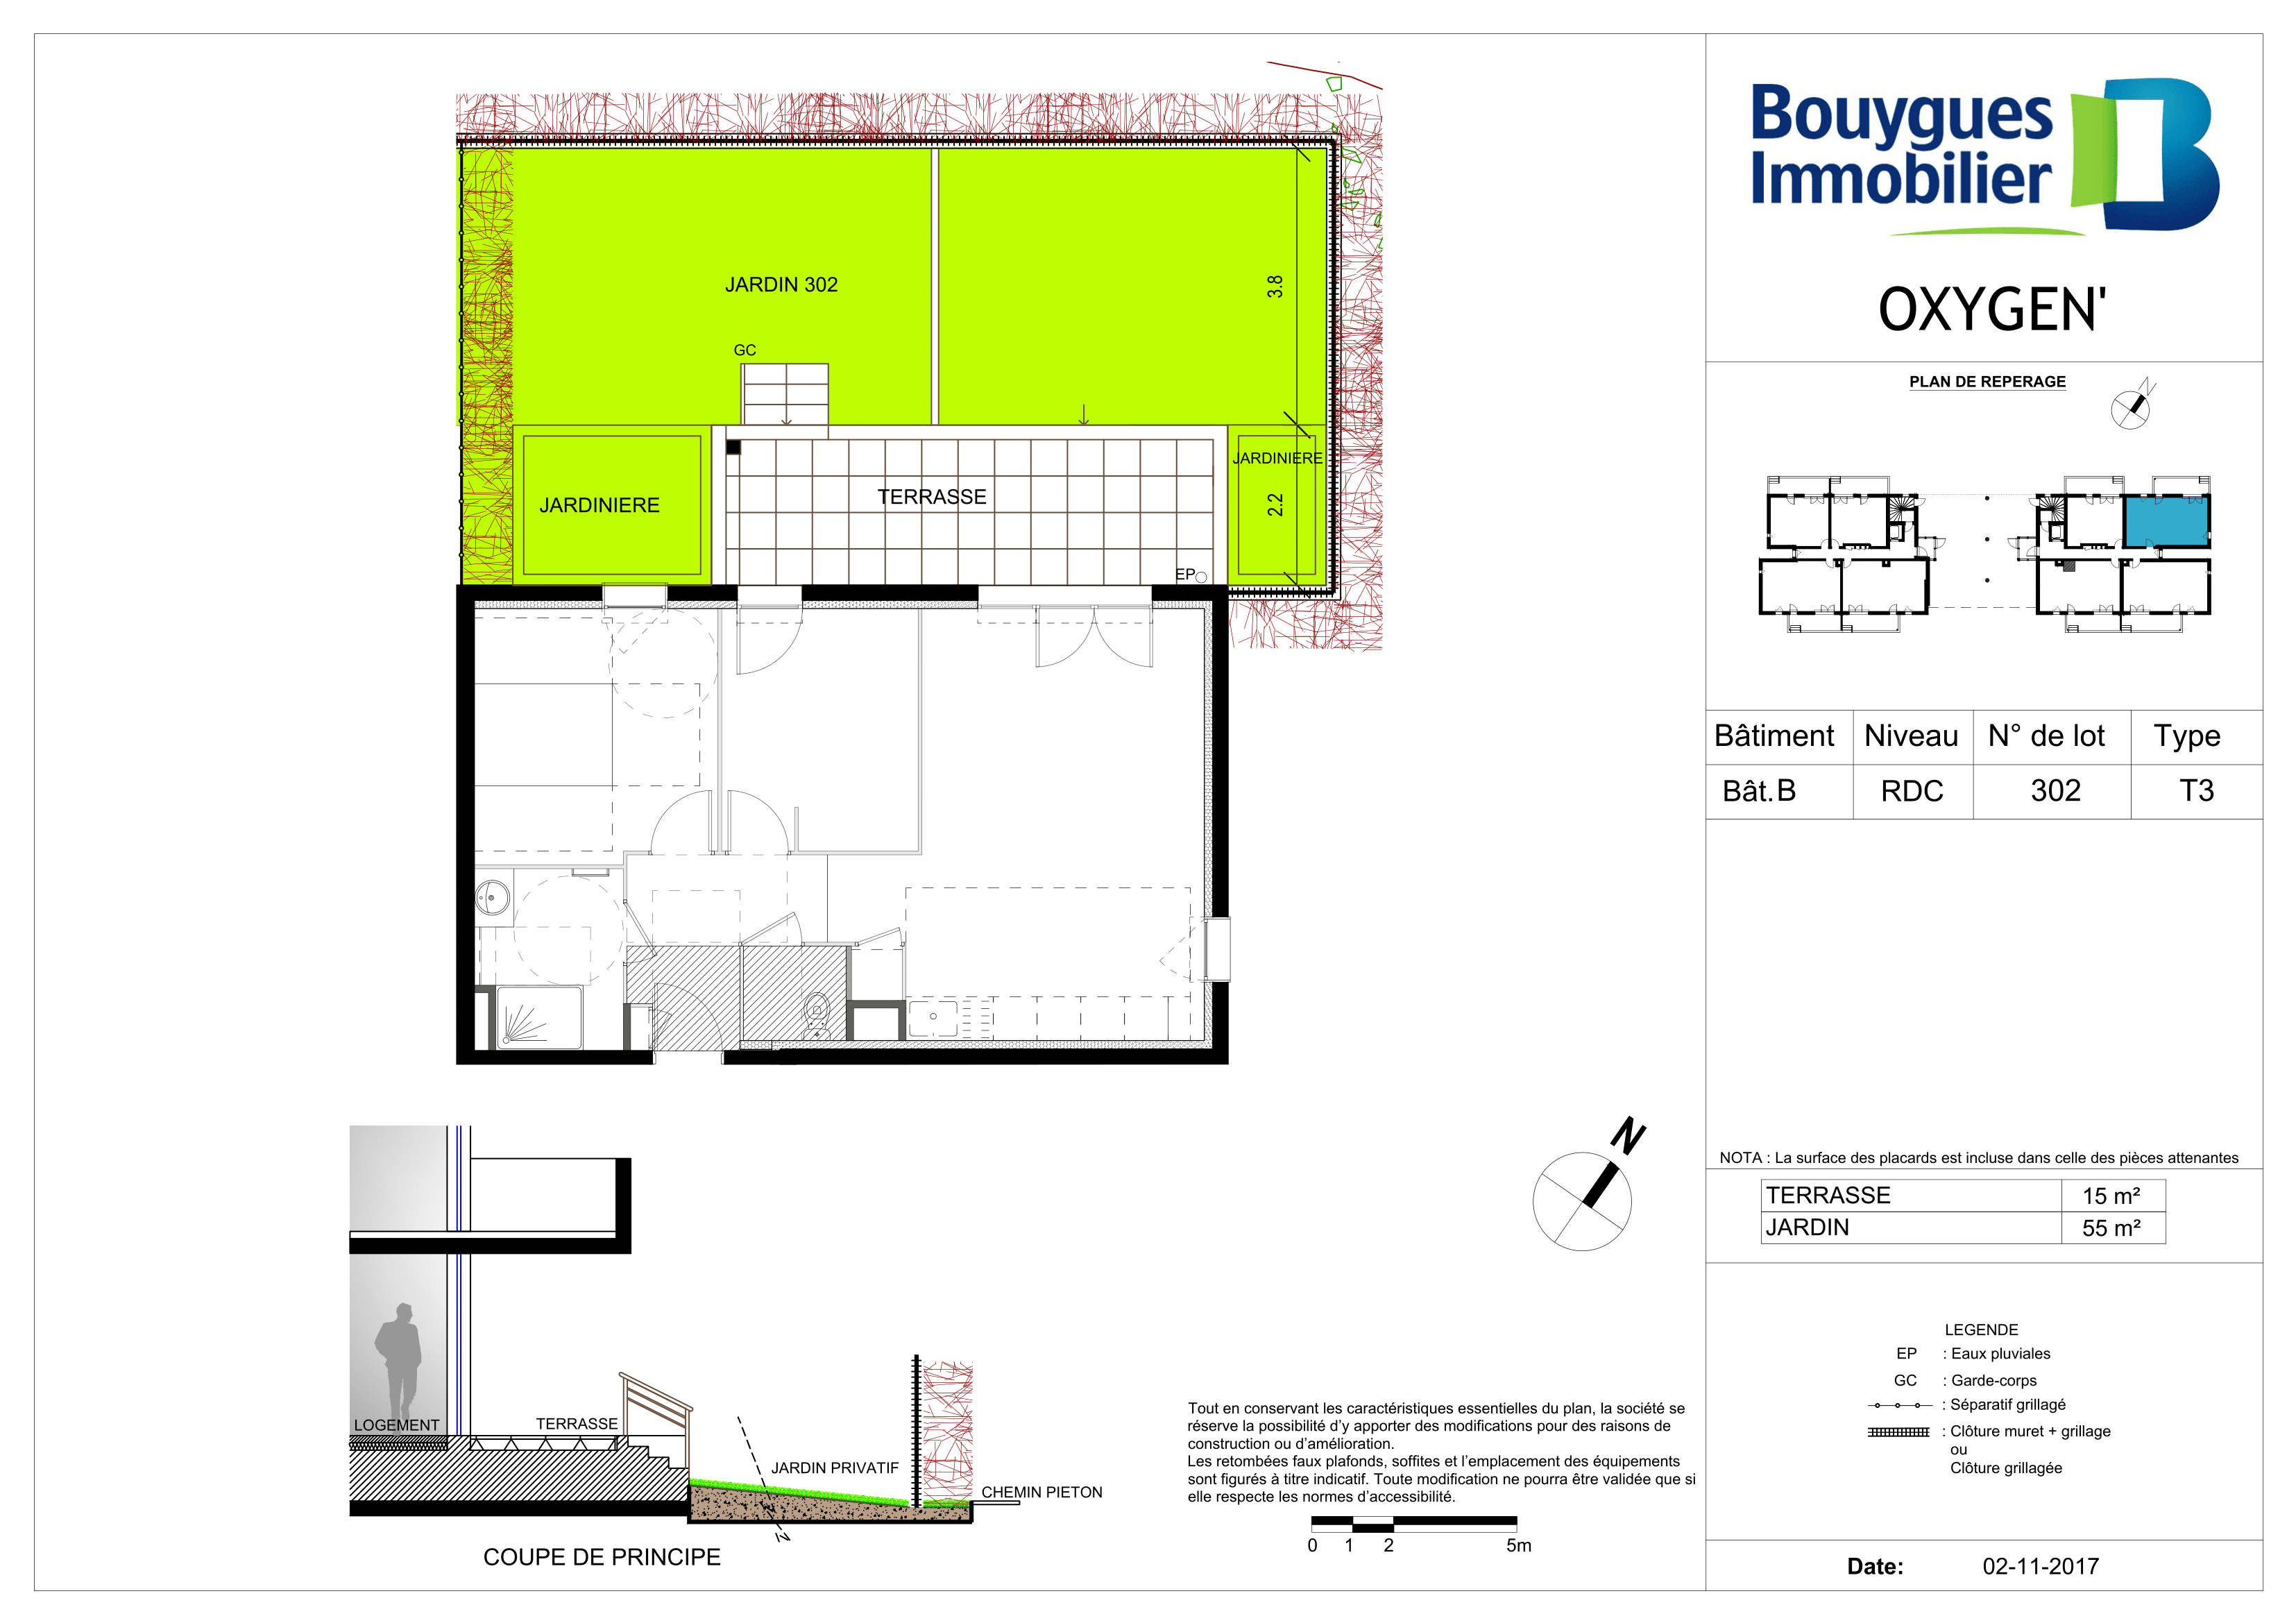 JARDIN 302
3.8
GC
JARDINIERE
TERRASSE
JARDINIERE
2.2
EP
LOGEMENT
TERRASSE
JARDIN PRIVATIF
CHEMIN PIETON
N
COUPE DE PRINCIPE
N
Tout en conservant les caractéristiques essentielles du plan, la société se
réserve la possibilité d'y apporter des modifications pour des raisons de
construction ou d'amélioration.
Les retombées faux plafonds, soffites et l'emplacement des équipements
sont figurés à titre indicatif. Toute modification ne pourra être validée que si
elle respecte les normes d'accessibilité.
0 1 2 5m
Bouygues
Immobilier
OXYGEN'
PLAN DE REPERAGE
N
Bâtiment Niveau N° de lot Type
Bât.B RDC 302 T3
NOTA : La surface des placards est incluse dans celle des pièces attenantes
TERRASSE 15 m²
JARDIN 55 m²
LEGENDE
EP : Eaux pluviales
GC : Garde-corps
: Séparatif grillagé
: Clôture muret + grillage
ou
Clôture grillagée
Date: 02-11-2017